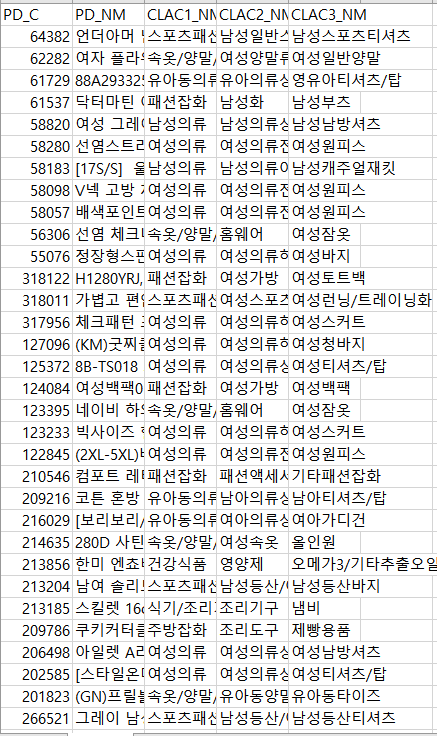 PD_C PD_NM CLAC1_NM CLAC2_NM CLAC3_NM
64382 언더아머 스포츠패션 남성일반스 남성스포츠티셔츠
62282 여자 플라 속옷/양말/ 여성양말류 여성일반양말
61729 88A29332 유아동의류 유아의류상 영유아티셔츠/탑
61537 닥터마틴 패션잡화 남성화 남성부츠
58820 여성 그레 남성의류 남성의류상 남성남방셔츠
58280 선염스트라 여성의류 여성의류전 여성원피스
58183 [17S/S] 울 남성의류 남성의류아 남성캐주얼재킷
58098 V넥 고방 여성의류 여성의류전 여성원피스
58057 배색포인트 여성의류 여성의류전 여성원피스
56306 선염 체크 속옷/양말/ 홈웨어 여성잠옷
55076 정장형스판 여성의류 여성의류하 여성바지
318122 H1280YRJ, 패션잡화 여성가방 여성토트백
318011 가볍고 편안 스포츠패션 여성스포츠 여성런닝/트레이닝화
317956 체크패턴 여성의류 여성의류하 여성스커트
127096 (KM)굿찌 여성의류 여성의류하 여성청바지
125372 8B-TS018 여성의류 여성의류상 여성티셔츠/탑
124084 여성백팩 패션잡화 여성가방 여성백팩
123395 네이비 하 속옷/양말/ 홈웨어 여성잠옷
123233 빅사이즈 여성의류 여성의류하 여성스커트
122845 (2XL-5XL) 여성의류 여성의류전 여성원피스
210546 컴포트 레 패션잡화 패션액세서 기타패션잡화
209216 코튼 혼방 유아동의류 남아의류상 남아티셔츠/탑
216029 [보리보리/ 유아동의류 여아의류상 여아가디건
214635 280D 사틴 속옷/양말/ 여성속옷 올인원
213856 한미 엔쵸 건강식품 영양제 오메가3/기타추출오일
213204 남여 솔리 스포츠패션 남성등산/ 남성등산바지
213185 스킬렛 16c 식기/조리 조리기구 냄비
209786 쿠키커터 주방잡화 조리도구 제빵용품
206498 아일렛 A라 여성의류 여성의류상 여성남방셔츠
202585 [스타일온 여성의류 여성의류상 여성티셔츠/탑
201823 (GN)프릴 속옷/양말/ 유아동양말 유아동타이즈
266521 그레이 남 스포츠패션 남성등산/ 남성등산티셔츠